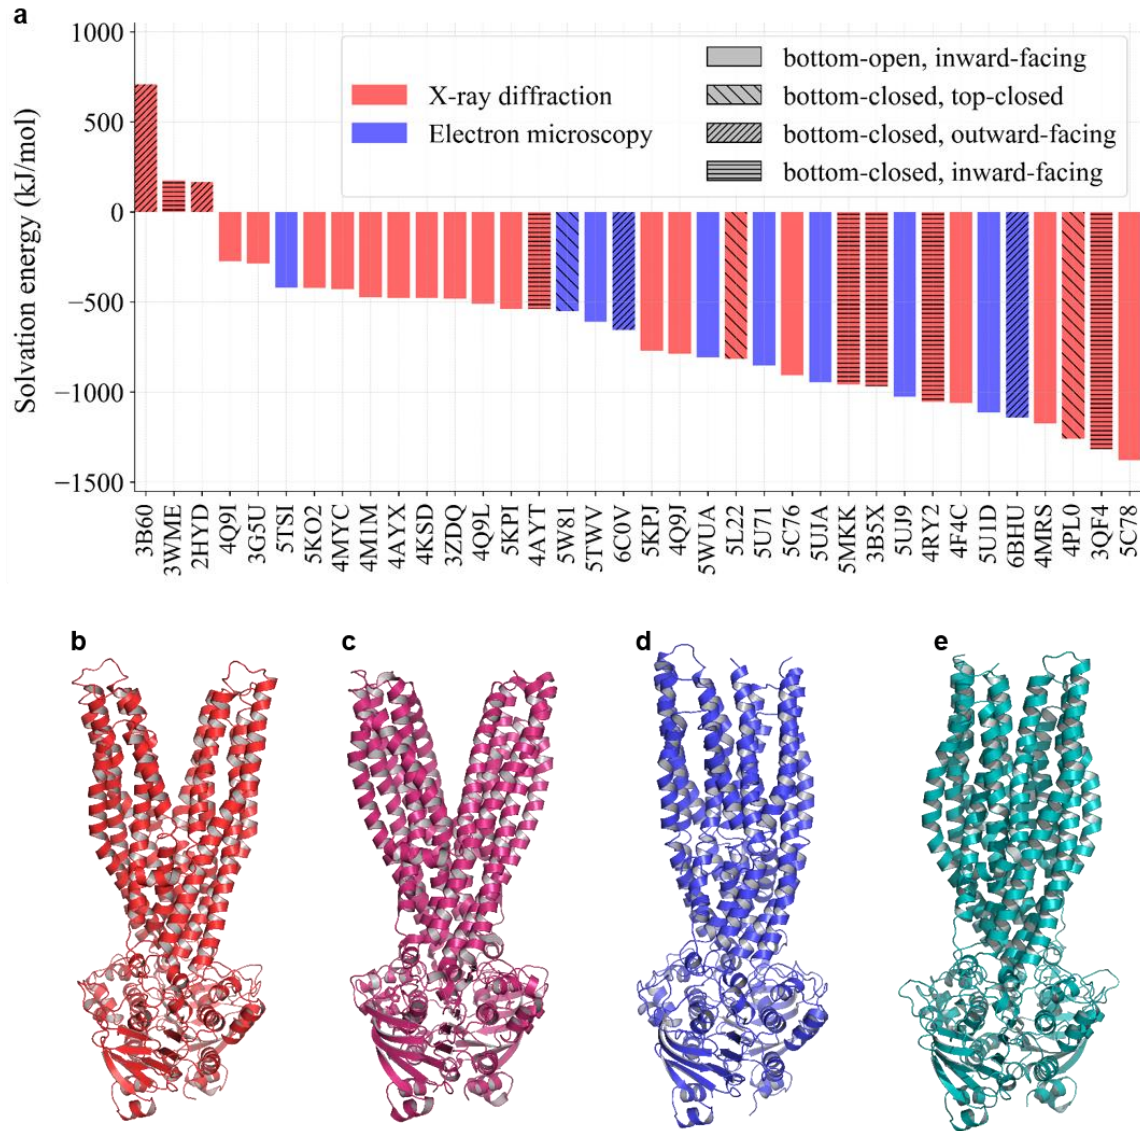 a
1000
500
0
−500
−1000
−1500
Solvation energy (kJ/mol)
X-ray diffraction
Electron microscopy
bottom-open, inward-facing
bottom-closed, top-closed
bottom-closed, outward-facing
bottom-closed, inward-facing
3B60
3WME
2HYD
4Q9I
3G5U
5TSI
5KO2
4MYC
4M1M
4AYX
4KSD
3ZDQ
4Q9L
5KPI
4AYT
5W81
5TWV
6C0V
5KPJ
4Q9J
5WUA
5L22
5U71
5C76
5UJA
5MKK
3B5X
5UJ9
4RY2
4F4C
5U1D
6BHU
4MRS
4PL0
3QF4
5C78
b
c
d
e